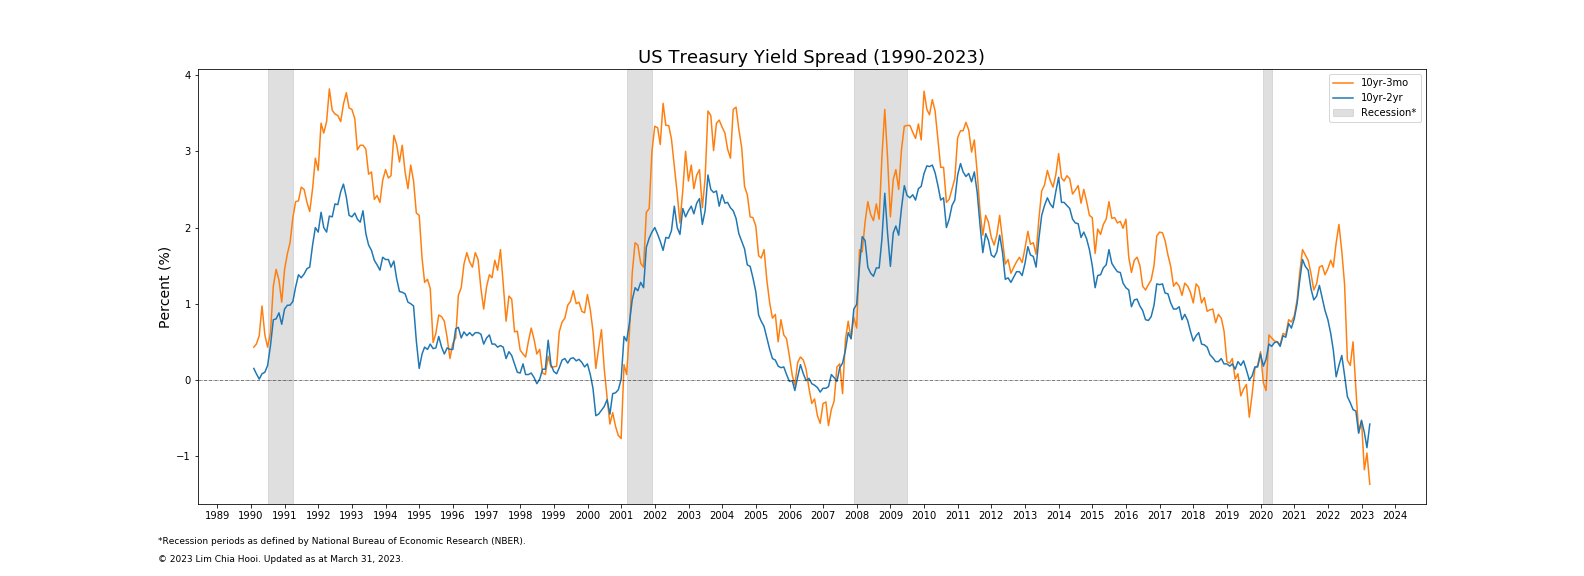 US Treasury Yield Spread (1990-2023)
4
3
2
1
0
−1
Percent (%)
10yr-3mo
10yr-2yr
Recession*
1989 1990 1991 1992 1993 1994 1995 1996 1997 1998 1999 2000 2001 2002 2003 2004 2005 2006 2007 2008 2009 2010 2011 2012 2013 2014 2015 2016 2017 2018 2019 2020 2021 2022 2023 2024
*Recession periods as defined by National Bureau of Economic Research (NBER).
© 2023 Lim Chia Hooi. Updated as at March 31, 2023.